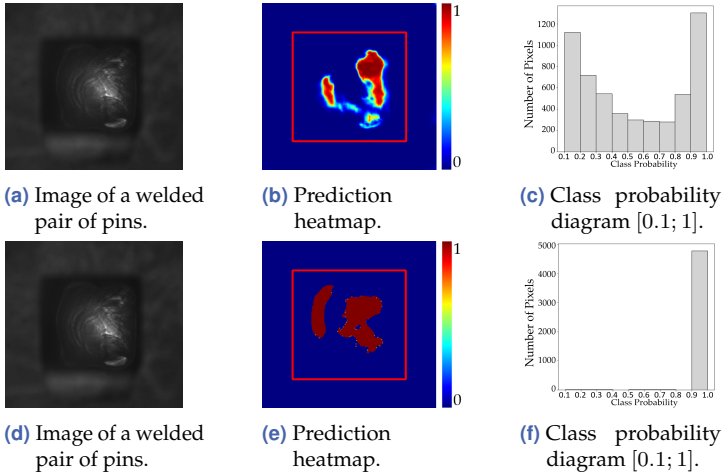 1
0
Number of Pixels
1200
1000
800
600
400
200
0
0.1 0.2 0.3 0.4 0.5 0.6 0.7 0.8 0.9 1.0
Class Probability
(a) Image of a welded
pair of pins.
(b) Prediction
heatmap.
(c) Class probability
diagram [0.1; 1].
1
0
Number of Pixels
5000
4000
3000
2000
1000
0
0.1 0.2 0.3 0.4 0.5 0.6 0.7 0.8 0.9 1.0
Class Probability
(d) Image of a welded
pair of pins.
(e) Prediction
heatmap.
(f) Class probability
diagram [0.1; 1].